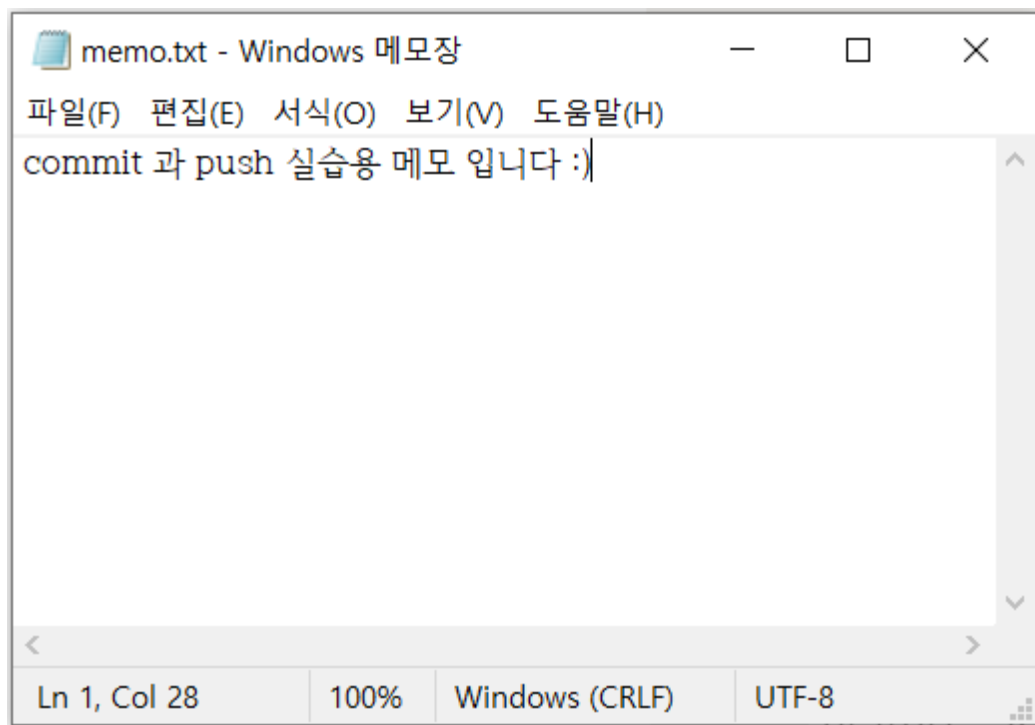 memo.txt - Windows 메모장
파일(F) 편집(E) 서식(O) 보기(V) 도움말(H)
commit 과 push 실습용 메모 입니다 :)
Ln 1, Col 28 100% Windows (CRLF) UTF-8